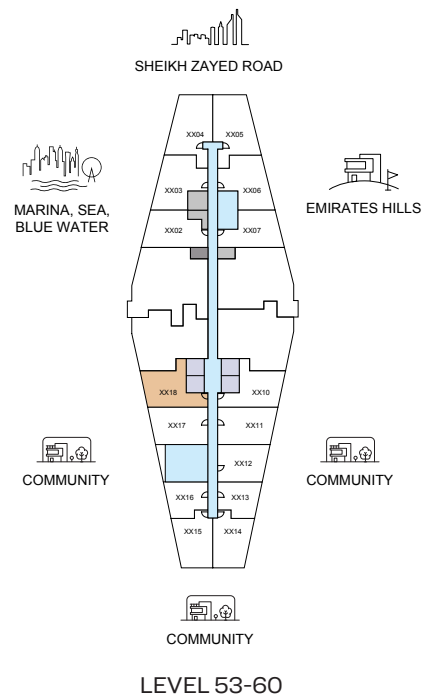 SHEIKH ZAYED ROAD
XX04
XX05
MARINA, SEA,
BLUE WATER
EMIRATES HILLS
XX03
XX06
XX02
XX07
XX18
XX10
XX17
XX11
COMMUNITY
COMMUNITY
XX12
XX16
XX13
XX15
XX14
COMMUNITY
LEVEL 53-60